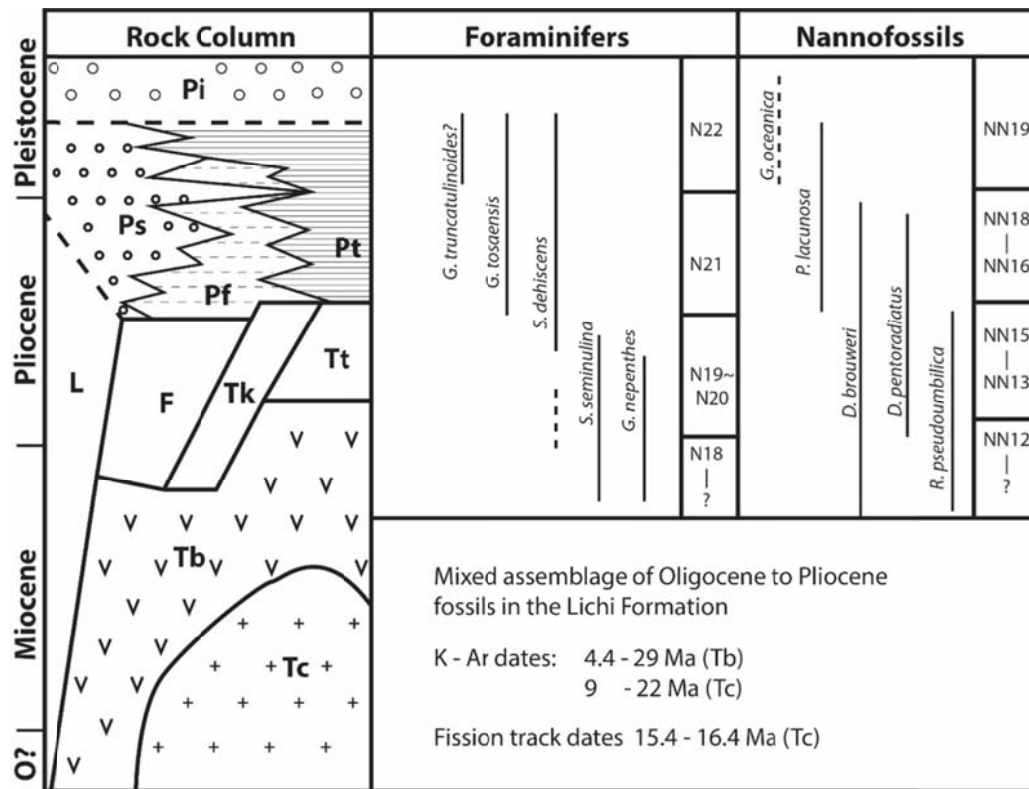 Rock Column
Foraminifers
Nannofossils
Pleistocene
Pliocene
Miocene
O?
Pi
Ps
Pt
Pf
L
F
Tk
Tt
Tb
Tc
G. truncatulinoides?
G. tosaensis
S. dehiscens
S. seminulina
G. nepenthes
N22
N21
N19~
N20
N18
?
G. oceanica
P. lacunosa
D. brouweri
D. pentoradiatus
R. pseudoumbilica
NN19
NN18
NN16
NN15
NN13
NN12
?
Mixed assemblage of Oligocene to Pliocene
fossils in the Lichi Formation
K - Ar dates: 4.4 - 29 Ma (Tb)
9 - 22 Ma (Tc)
Fission track dates 15.4 - 16.4 Ma (Tc)